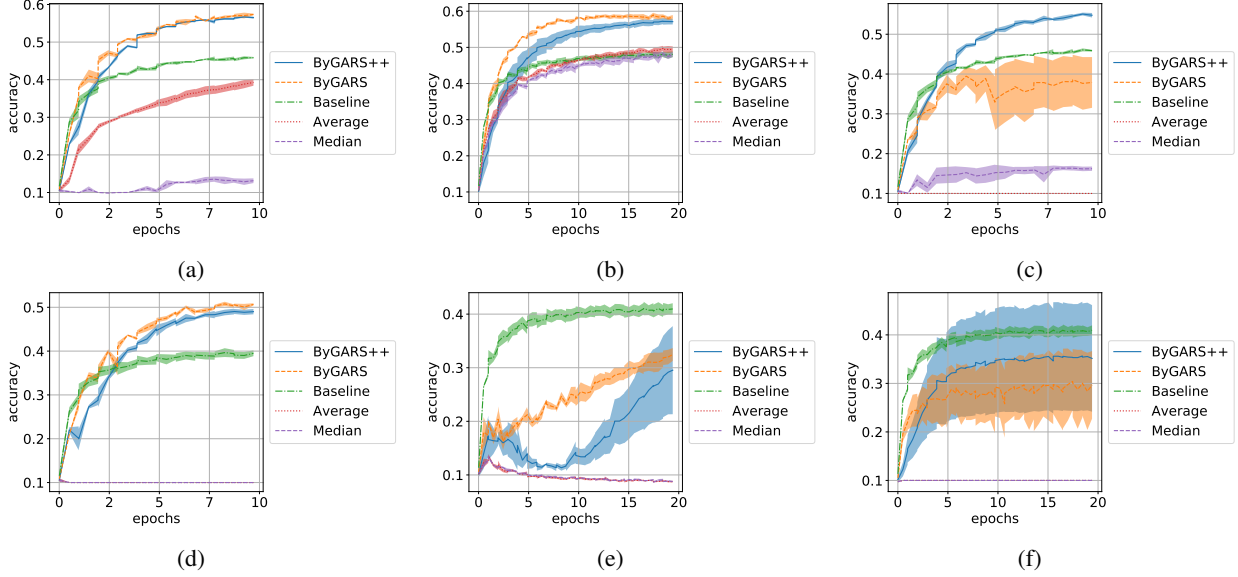 0.6
0.5
0.4
0.3
0.2
0.1
accuracy
0 2 5 7 10
epochs
ByGARS++
ByGARS
Baseline
Average
Median
(a)
0.6
0.5
0.4
0.3
0.2
0.1
accuracy
0 5 10 15 20
epochs
ByGARS++
ByGARS
Baseline
Average
Median
(b)
0.5
0.4
0.3
0.2
0.1
accuracy
0 2 5 7 10
epochs
ByGARS++
ByGARS
Baseline
Average
Median
(c)
0.5
0.4
0.3
0.2
0.1
accuracy
0 2 5 7 10
epochs
ByGARS++
ByGARS
Baseline
Average
Median
(d)
0.4
0.3
0.2
0.1
accuracy
0 5 10 15 20
epochs
ByGARS++
ByGARS
Baseline
Average
Median
(e)
0.4
0.3
0.2
0.1
accuracy
0 5 10 15 20
epochs
ByGARS++
ByGARS
Baseline
Average
Median
(f)